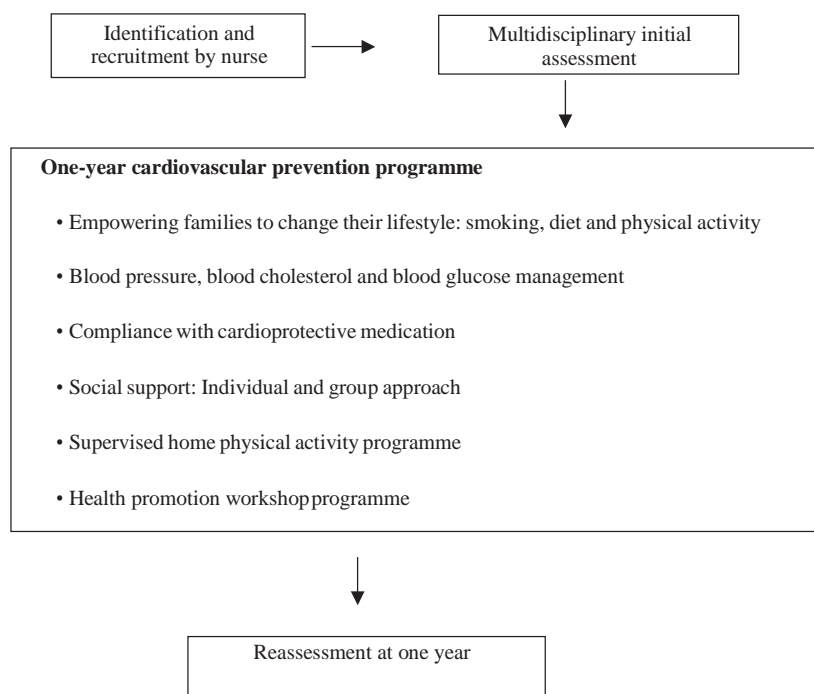 Identification and
recruitment by nurse
Multidisciplinary initial
assessment
One-year cardiovascular prevention programme
• Empowering families to change their lifestyle: smoking, diet and physical activity
• Blood pressure, blood cholesterol and blood glucose management
• Compliance with cardioprotective medication
• Social support: Individual and group approach
• Supervised home physical activity programme
• Health promotion workshop programme
Reassessment at one year